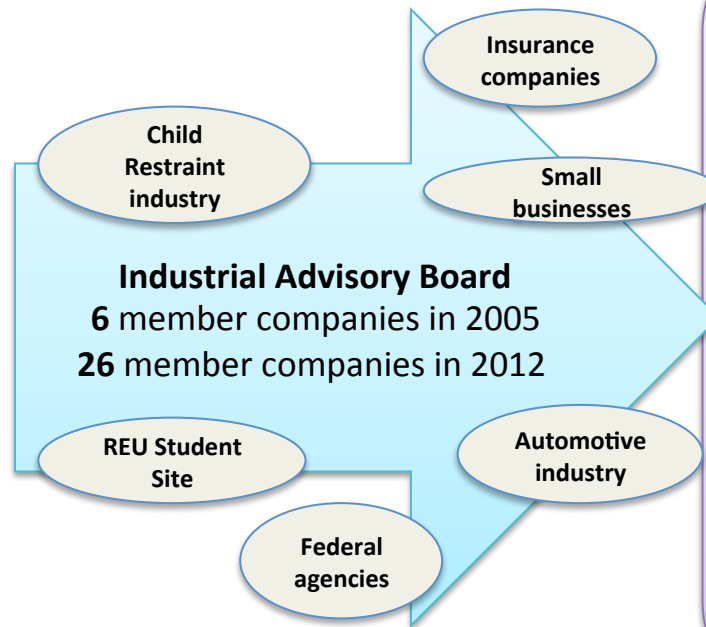 Insurance
companies
Child
Restraint
industry
Small
businesses
Industrial Advisory Board
6 member companies in 2005
26 member companies in 2012
REU Student
Site
Automotive
industry
Federal
agencies